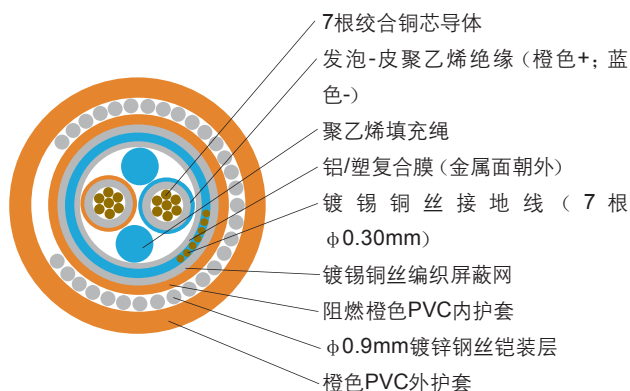 7根绞合铜芯导体
发泡-皮聚乙烯绝缘（橙色+；蓝
色-）
聚乙烯填充绳
铝/塑复合膜（金属面朝外）
镀锡铜丝接地线（7根
φ0.30mm）
镀锡铜丝编织屏蔽网
阻燃橙色PVC内护套
φ0.9mm镀锌钢丝铠装层
橙色PVC外护套